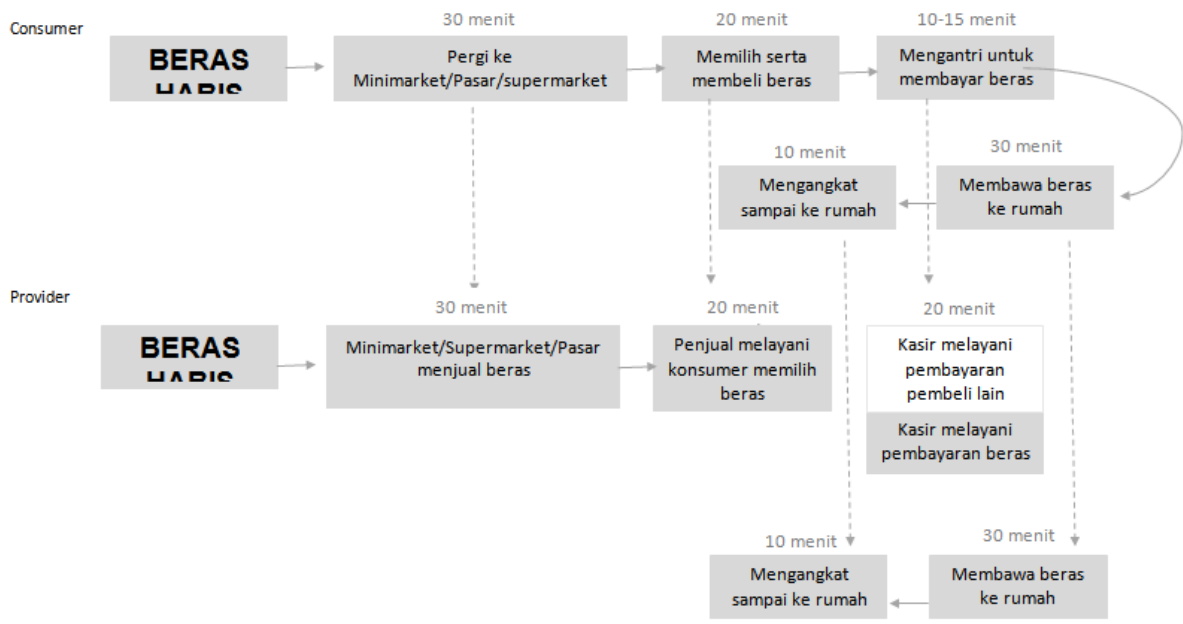 Consumer
30 menit
20 menit
10-15 menit
BERAS
HABIS
Pergi ke
Minimarket/Pasar/supermarket
Memilih serta
membeli beras
Mengantri untuk
membayar beras
10 menit
30 menit
Mengangkat
sampai ke rumah
Membawa beras
ke rumah
Provider
30 menit
20 menit
20 menit
BERAS
HABIS
Minimarket/Supermarket/Pasar
menjual beras
Penjual melayani
konsumer memilih
beras
Kasir melayani
pembayaran
pembeli lain
Kasir melayani
pembayaran beras
10 menit
30 menit
Mengangkat
sampai ke rumah
Membawa beras
ke rumah